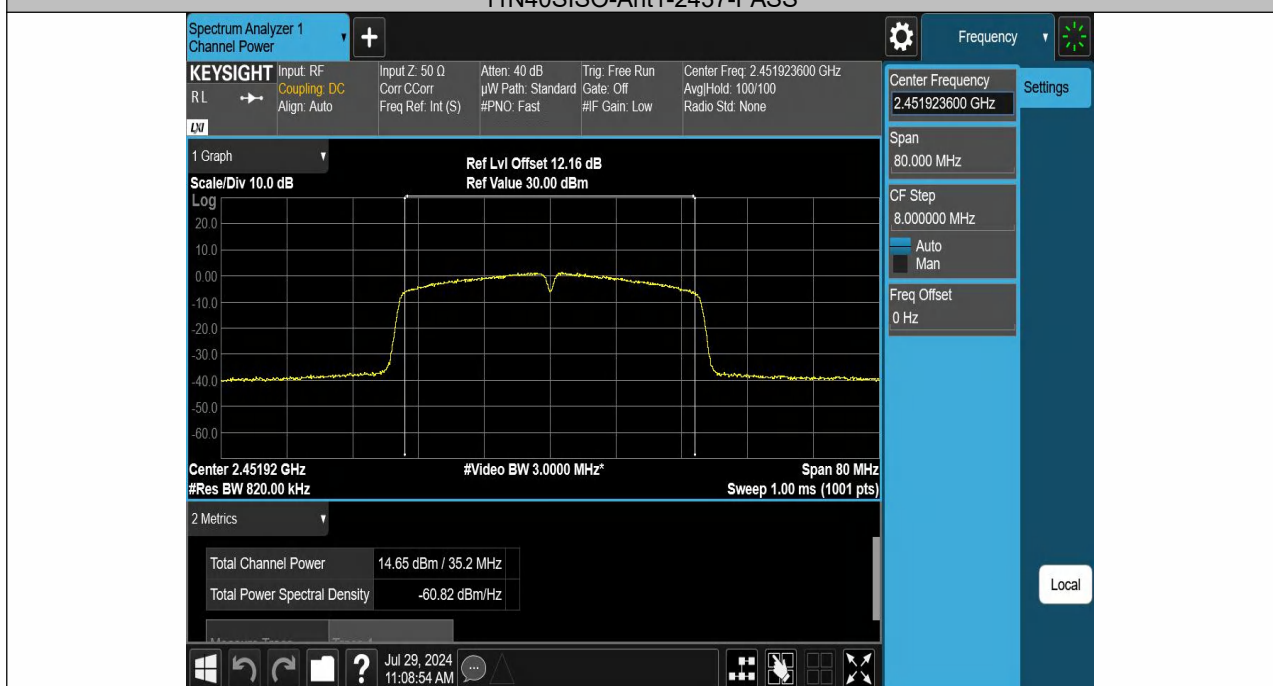 11N40SISO-Ant1-2437-PASS
Spectrum Analyzer 1
Channel Power
+
Frequency
KEYSIGHT
RL
LXI
Input: RF
Coupling: DC
Align: Auto
Input Z: 50 Ω
Corr CCorr
Freq Ref: Int (S)
Atten: 40 dB
µW Path: Standard
#PNO: Fast
Trig: Free Run
Gate: Off
#IF Gain: Low
Center Freq: 2.451923600 GHz
Avg|Hold: 100/100
Radio Std: None
Center Frequency
2.451923600 GHz
Settings
Span
80.000 MHz
CF Step
8.000000 MHz
Auto
Man
Freq Offset
0 Hz
Local
1 Graph
Scale/Div 10.0 dB
Ref Lvl Offset 12.16 dB
Ref Value 30.00 dBm
Log
20.0
10.0
0.00
-10.0
-20.0
-30.0
-40.0
-50.0
-60.0
Center 2.45192 GHz
#Video BW 3.0000 MHz*
Span 80 MHz
#Res BW 820.00 kHz
Sweep 1.00 ms (1001 pts)
2 Metrics
Total Channel Power 14.65 dBm / 35.2 MHz
Total Power Spectral Density -60.82 dBm/Hz
?
Jul 29, 2024
11:08:54 AM